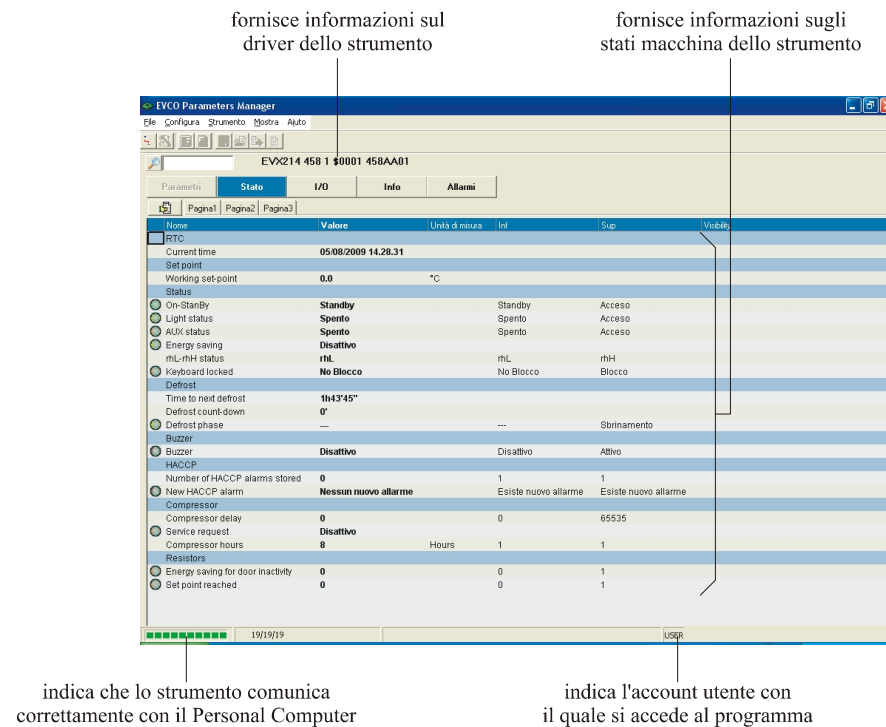 fornisce informazioni sul
driver dello strumento
fornisce informazioni sugli
stati macchina dello strumento
EVCO Parameters Manager
File Configura Strumento Mostra Aiuto
EVX214 458 1 $0001 458AA01
Parametri Stato I/O Info Allarmi
Pagina1 Pagina2 Pagina3
Nome Valore Unità di misura Inf Sup Visibility
RTC
Current time 05/08/2009 14.28.31
Set point
Working set-point 0.0 °C
Status
On-StanBy Standby Standby Acceso
Light status Spento Spento Acceso
AUX status Spento Spento Acceso
Energy saving Disattivo
rhL-rhH status rhL rhL rhH
Keyboard locked No Blocco No Blocco Blocco
Defrost
Time to next defrost 1h43'45"
Defrost count-down 0'
Defrost phase --- --- Sbrinamento
Buzzer
Buzzer Disattivo Disattivo Attivo
HACCP
Number of HACCP alarms stored 0 1 1
New HACCP alarm Nessun nuovo allarme Esiste nuovo allarme Esiste nuovo allarme
Compressor
Compressor delay 0 0 65535
Service request Disattivo
Compressor hours 8 Hours 1 1
Resistors
Energy saving for door inactivity 0 0 1
Set point reached 0 0 1
19/19/19 USER
indica che lo strumento comunica
correttamente con il Personal Computer
indica l'account utente con
il quale si accede al programma